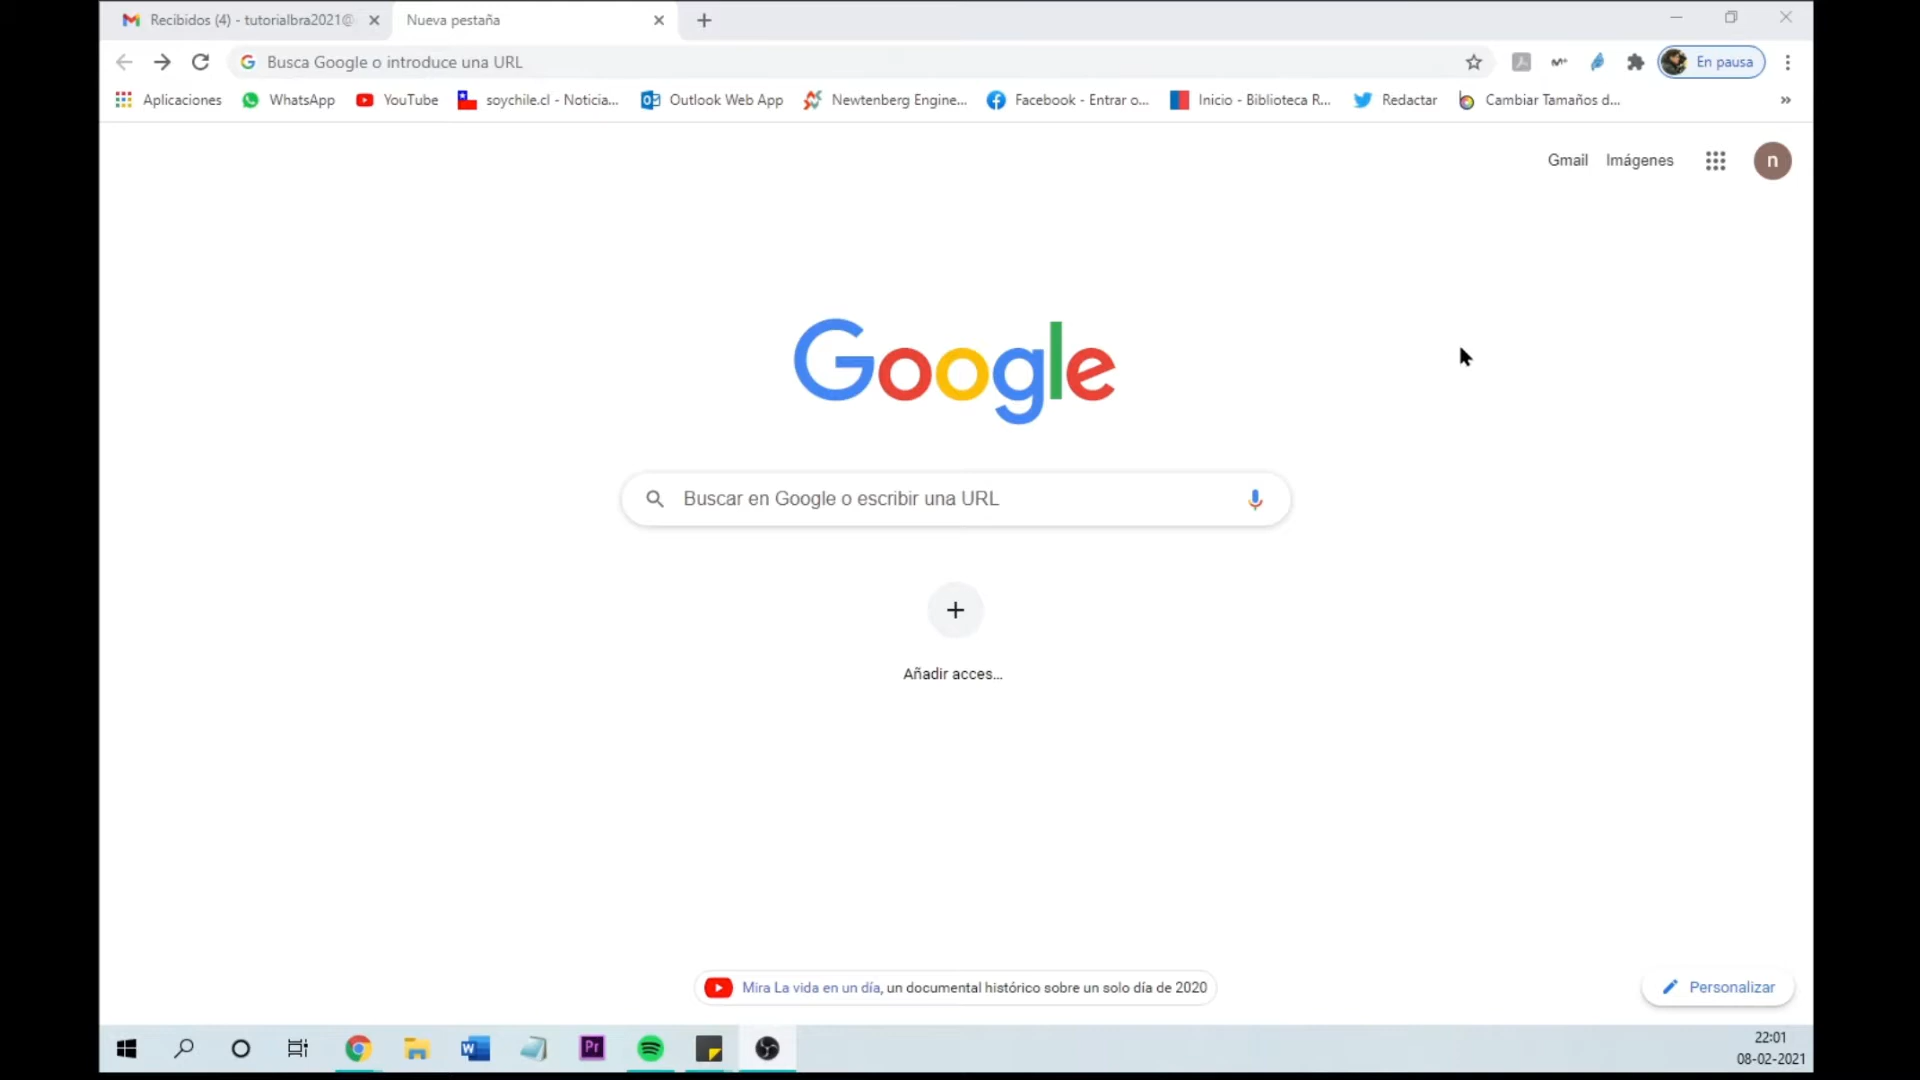 Recibidos (4) - tutorialbra2021@
Nueva pestaña
Busca Google o introduce una URL
En pausa
Aplicaciones
WhatsApp
YouTube
soychile.cl - Noticia...
Outlook Web App
Newtenberg Engine...
Facebook - Entrar o...
Inicio - Biblioteca R...
Redactar
Cambiar Tamaños d...
»
Gmail
Imágenes
n
Google
Buscar en Google o escribir una URL
Añadir acces...
Mira La vida en un día, un documental histórico sobre un solo día de 2020
Personalizar
W
Pr
22:01
08-02-2021